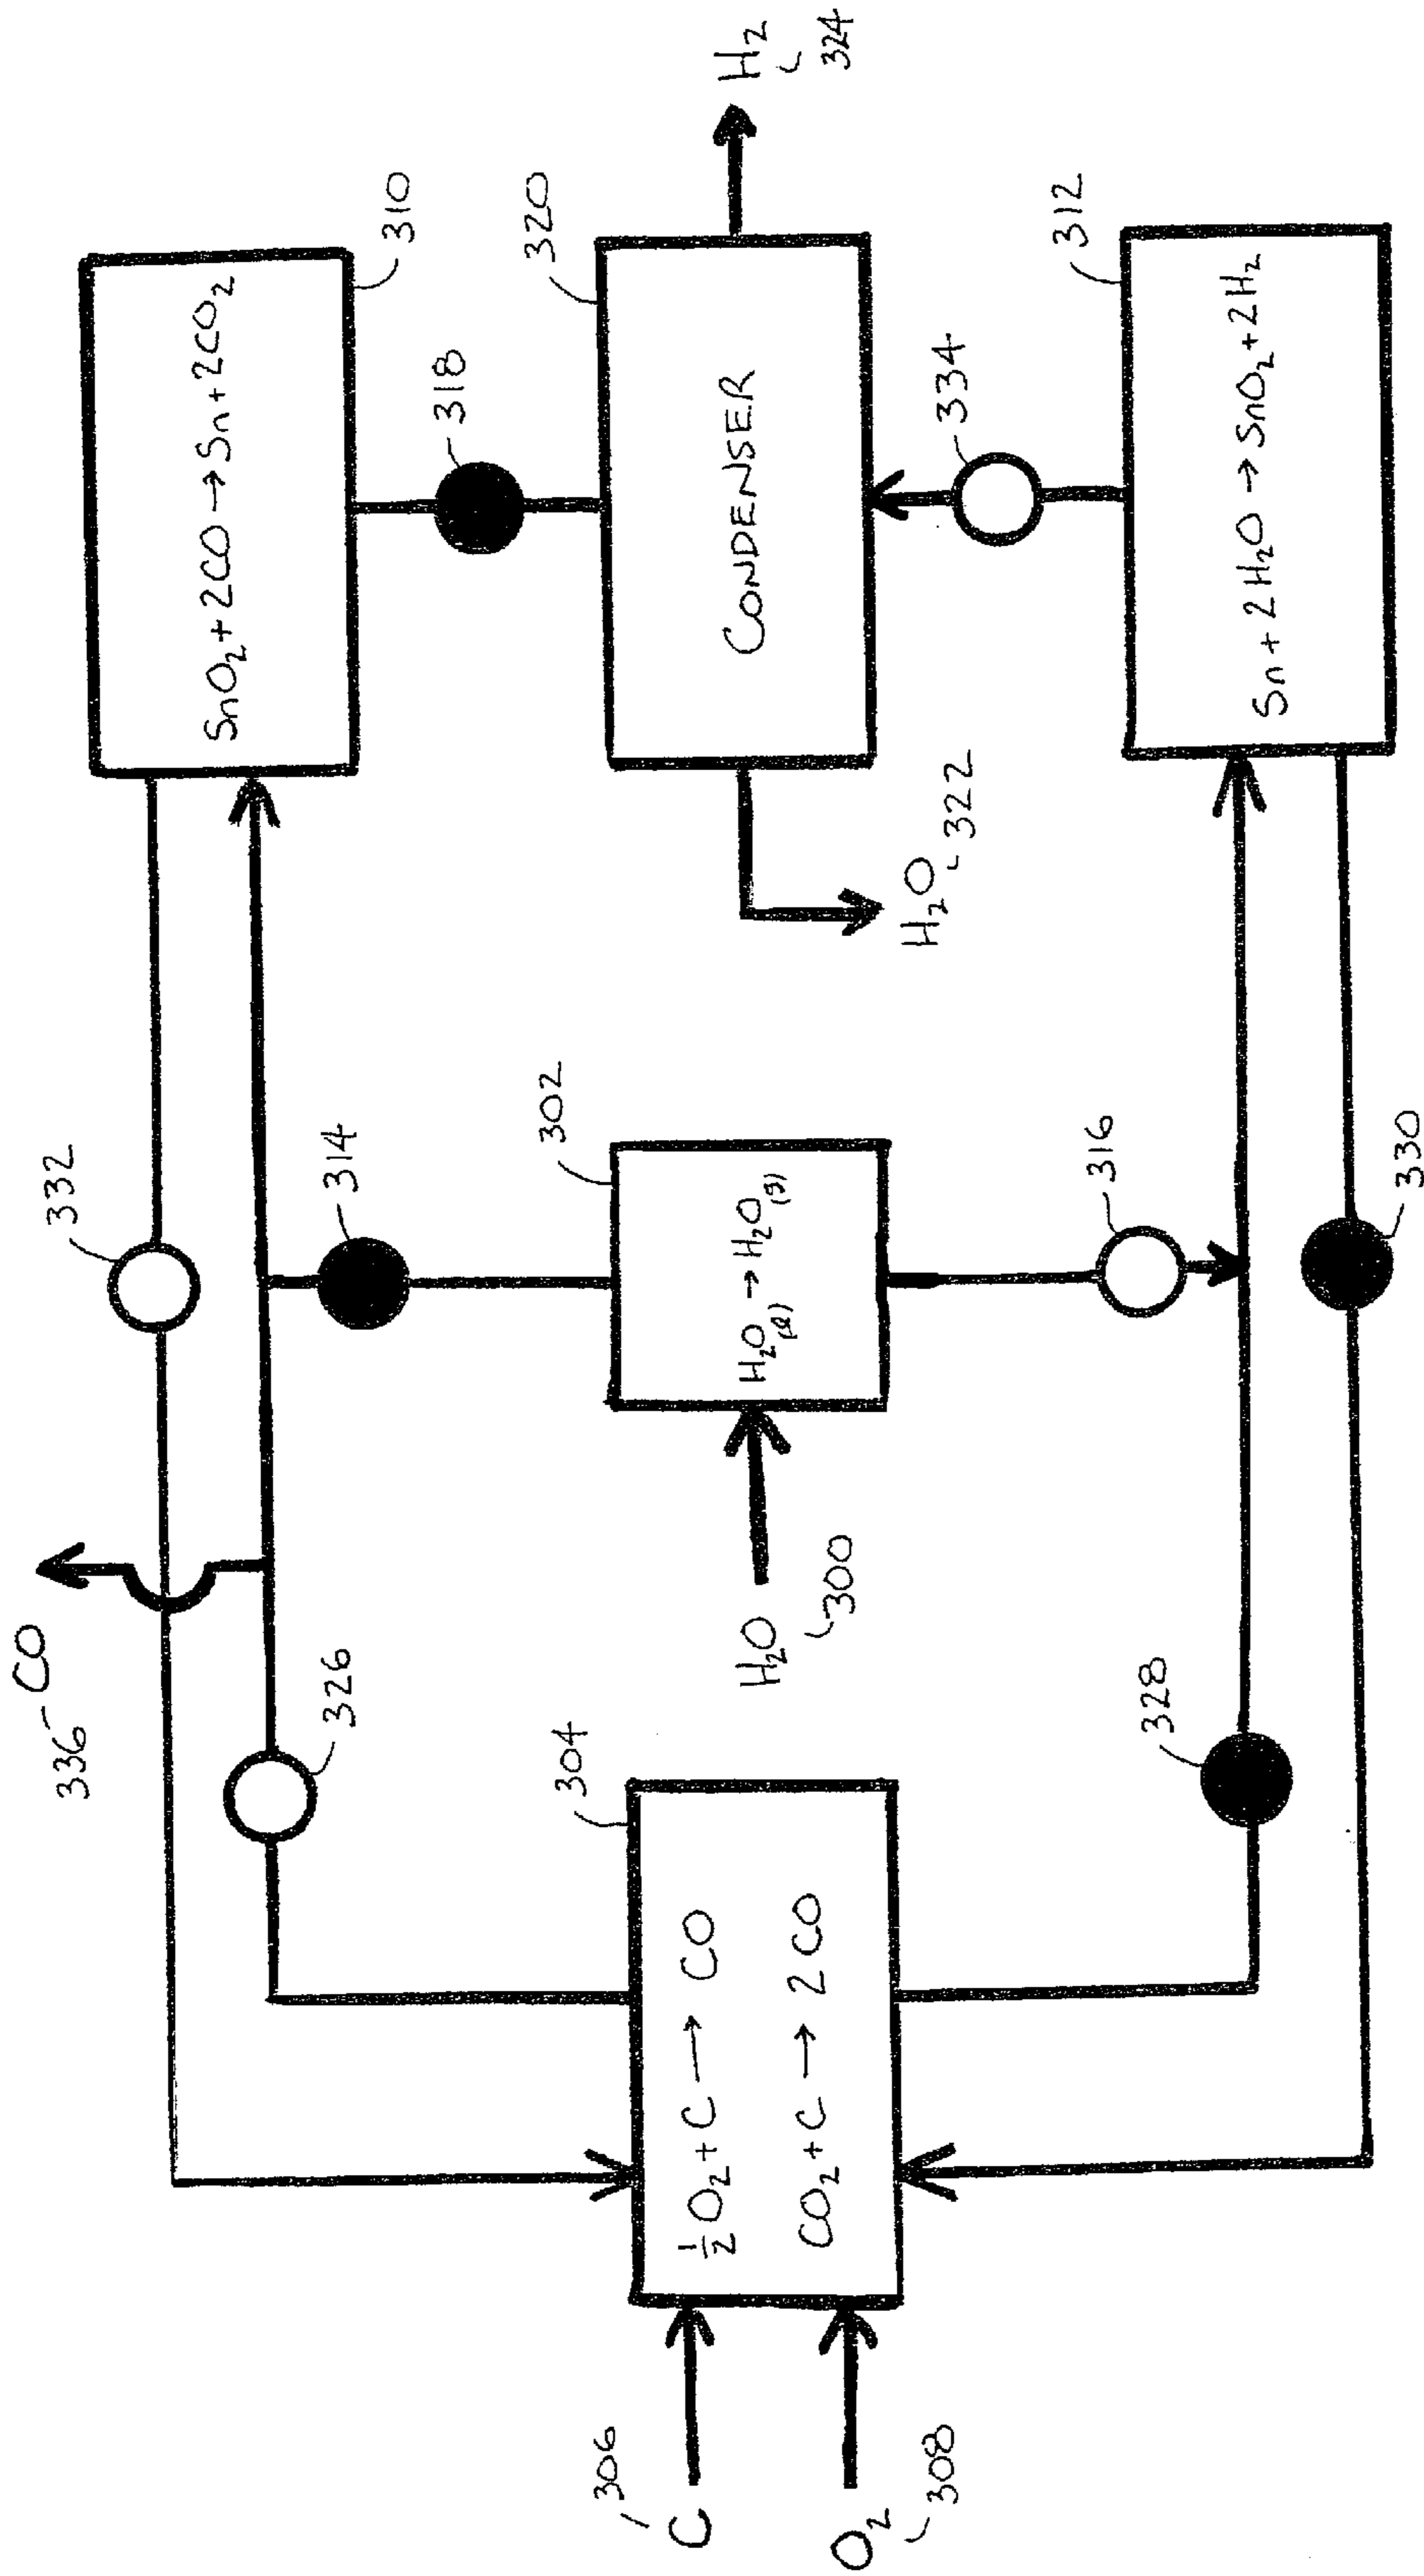 336 CO
332
326
314
SnO₂ + 2CO → Sn + 2CO₂
310
318
306
C
O₂
308
304
½O₂ + C → CO
CO₂ + C → 2CO
H₂O
300
302
H₂O(l) → H₂O(g)
H₂O
322
320
CONDENSER
H₂
324
334
328
316
330
312
Sn + 2H₂O → SnO₂ + 2H₂